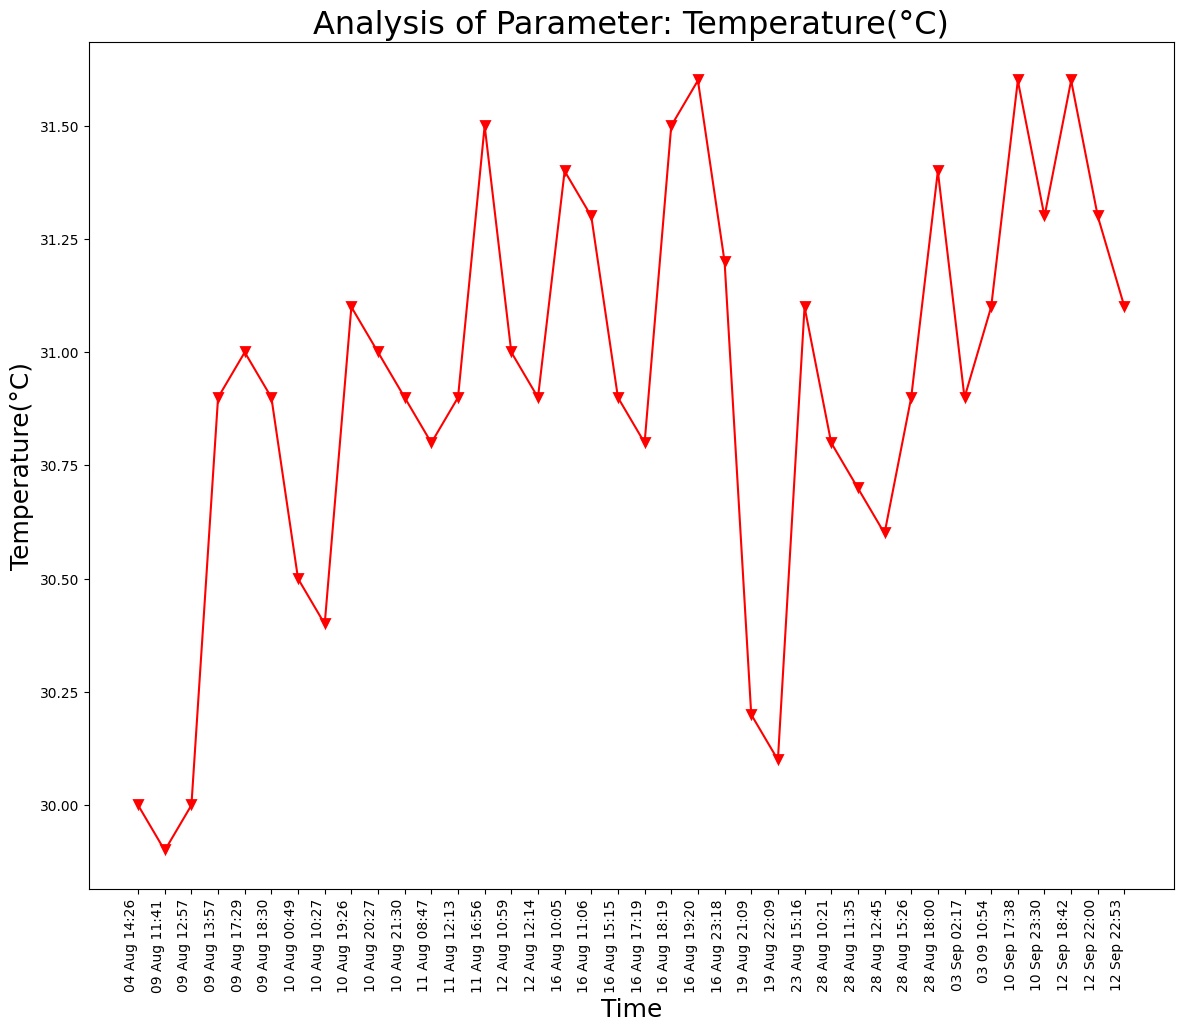 Analysis of Parameter: Temperature(°C)
Temperature(°C)
31.50
31.25
31.00
30.75
30.50
30.25
30.00
04 Aug 14:26
09 Aug 11:41
09 Aug 12:57
09 Aug 13:57
09 Aug 17:29
09 Aug 18:30
10 Aug 00:49
10 Aug 10:27
10 Aug 19:26
10 Aug 20:27
10 Aug 21:30
11 Aug 08:47
11 Aug 12:13
11 Aug 16:56
12 Aug 10:59
12 Aug 12:14
16 Aug 10:05
16 Aug 11:06
16 Aug 15:15
16 Aug 17:19
16 Aug 18:19
16 Aug 19:20
16 Aug 23:18
19 Aug 21:09
19 Aug 22:09
23 Aug 15:16
28 Aug 10:21
28 Aug 11:35
28 Aug 12:45
28 Aug 15:26
28 Aug 18:00
03 Sep 02:17
03 09 10:54
10 Sep 17:38
10 Sep 23:30
12 Sep 18:42
12 Sep 22:00
12 Sep 22:53
Time